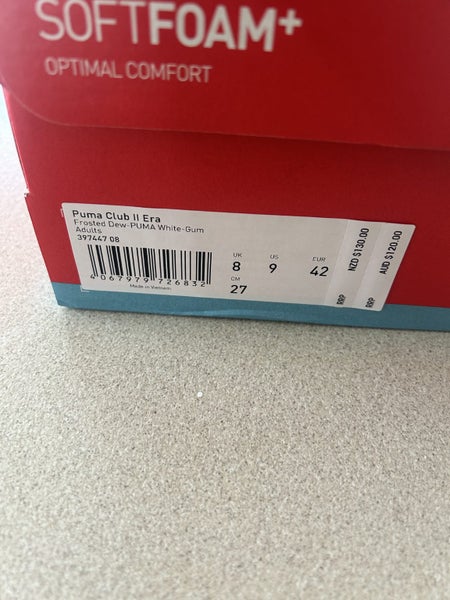 SOFTFOAM+
OPTIMAL COMFORT
Puma Club II Era
Frosted Dew-PUMA White-Gum
Adults
397447 08
4 067979 726832
Made in Vietnam
UK
8
CM
27
US
9
EUR
42
RRP NZD $130.00
RRP AUD $120.00